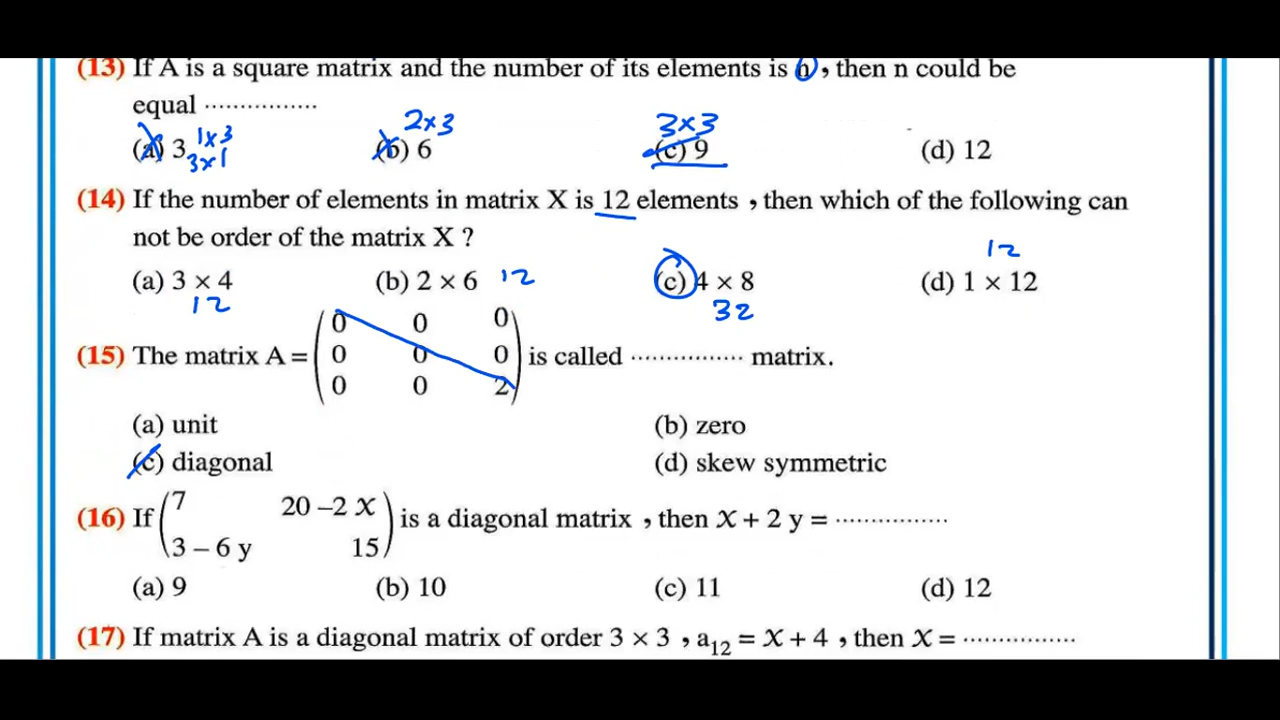 (13) If A is a square matrix and the number of its elements is n , then n could be
equal ················
1 x 3 2 x 3 3 x 3
(a) 3 (b) 6 (c) 9 (d) 12
3 x 1
(14) If the number of elements in matrix X is 12 elements , then which of the following can
not be order of the matrix X ?
12
(a) 3 × 4 (b) 2 × 6 12 (c) 4 × 8 (d) 1 × 12
12 32
0 0 0
(15) The matrix A = 0 0 0 is called ················ matrix.
0 0 2
(a) unit (b) zero
(c) diagonal (d) skew symmetric
7 20 – 2 X
(16) If is a diagonal matrix , then X + 2 y = ················
3 – 6 y 15
(a) 9 (b) 10 (c) 11 (d) 12
(17) If matrix A is a diagonal matrix of order 3 × 3 , a12 = X + 4 , then X = ················